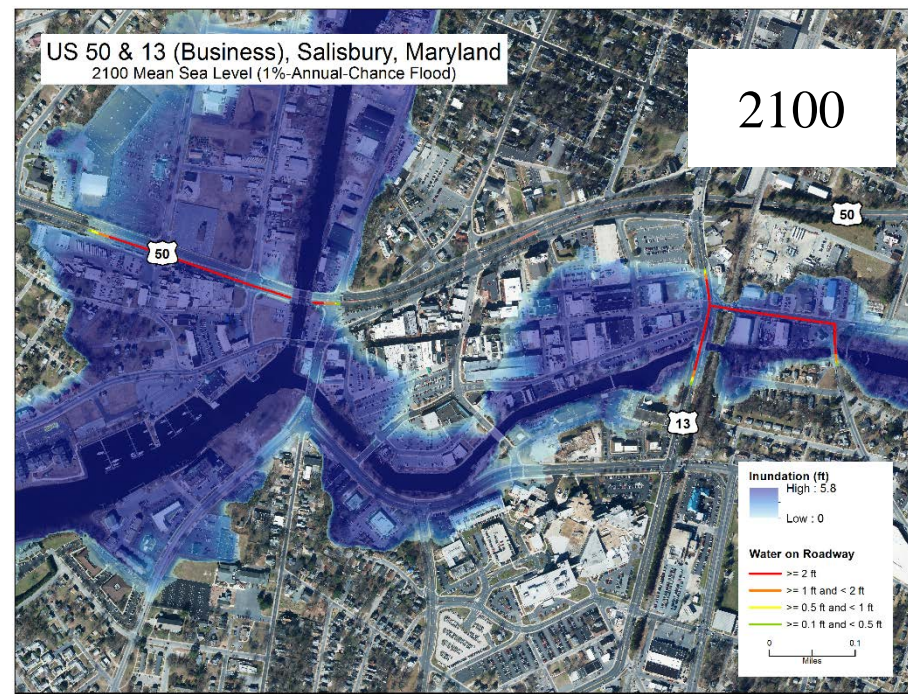 US 50 & 13 (Business), Salisbury, Maryland
2100 Mean Sea Level (1%-Annual-Chance Flood)
2100
50
50
13
Inundation (ft)
High : 5.8
Low : 0
Water on Roadway
>= 2 ft
>= 1 ft and < 2 ft
>= 0.5 ft and < 1 ft
>= 0.1 ft and < 0.5 ft
0 0.1
Miles